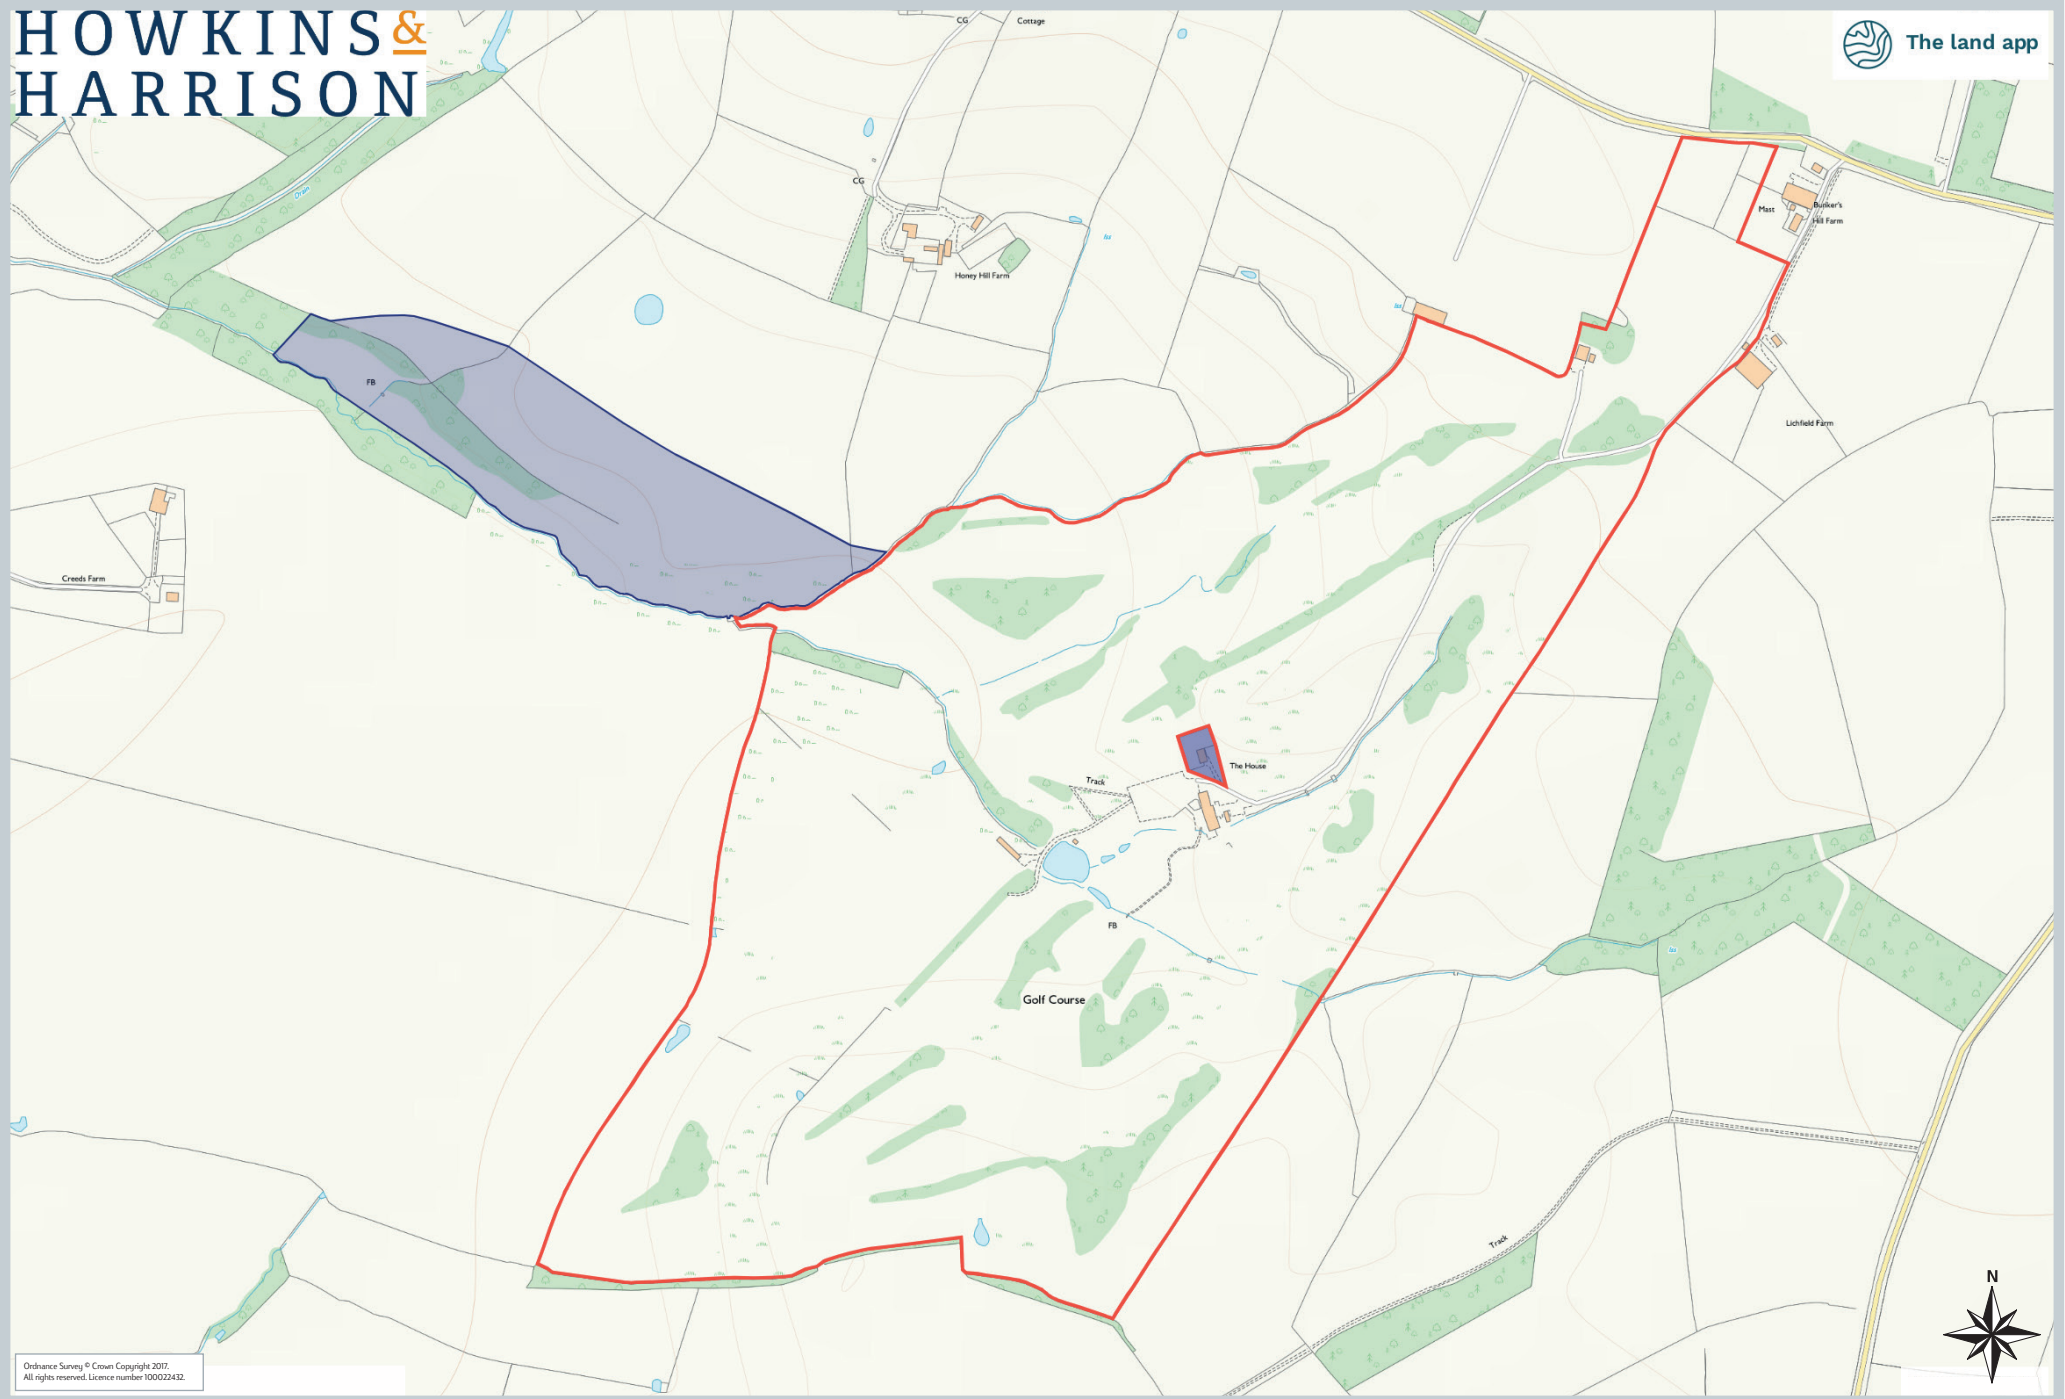 HOWKINS &
HARRISON
The land app
CG
Cottage
Drain
CG
Mast
Bunker's
Hill Farm
Honey Hill Farm
FB
Lichfield Farm
Creeds Farm
The House
Track
FB
Golf Course
Track
N
Ordnance Survey © Crown Copyright 2017.
All rights reserved. Licence number 100022432.